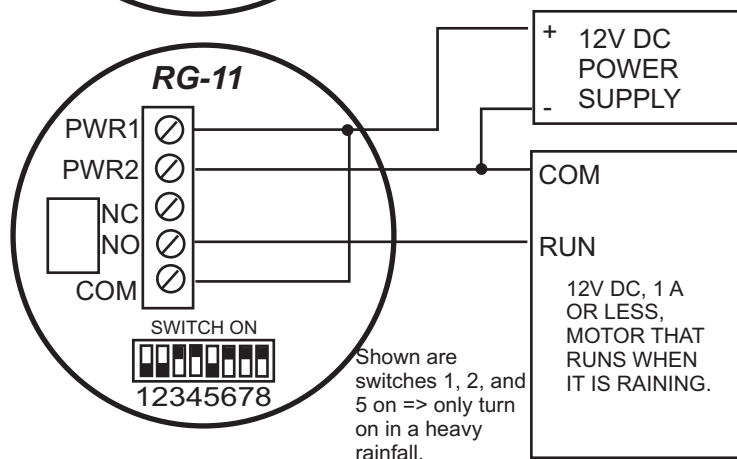 RG-11
PWR1
PWR2
NC
NO
COM
SWITCH ON
12345678
+ 12V DC
POWER
- SUPPLY
COM
RUN
12V DC, 1 A
OR LESS,
MOTOR THAT
RUNS WHEN
IT IS RAINING.
Shown are
switches 1, 2, and
5 on => only turn
on in a heavy
rainfall.